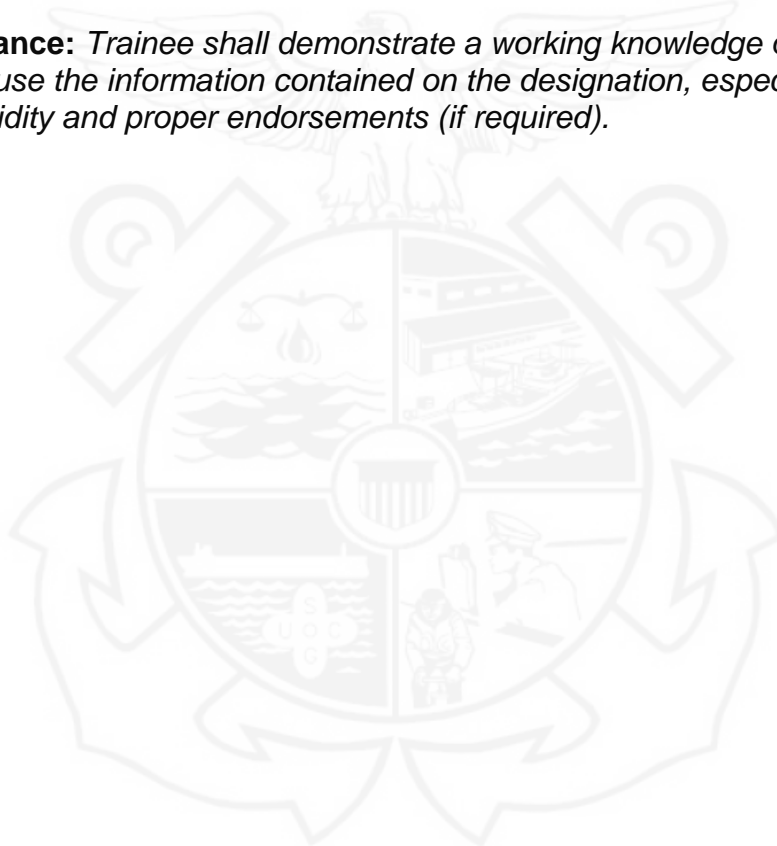 ance: Trainee shall demonstrate a working knowledge o
use the information contained on the designation, espec
idity and proper endorsements (if required).
S
U O C
G